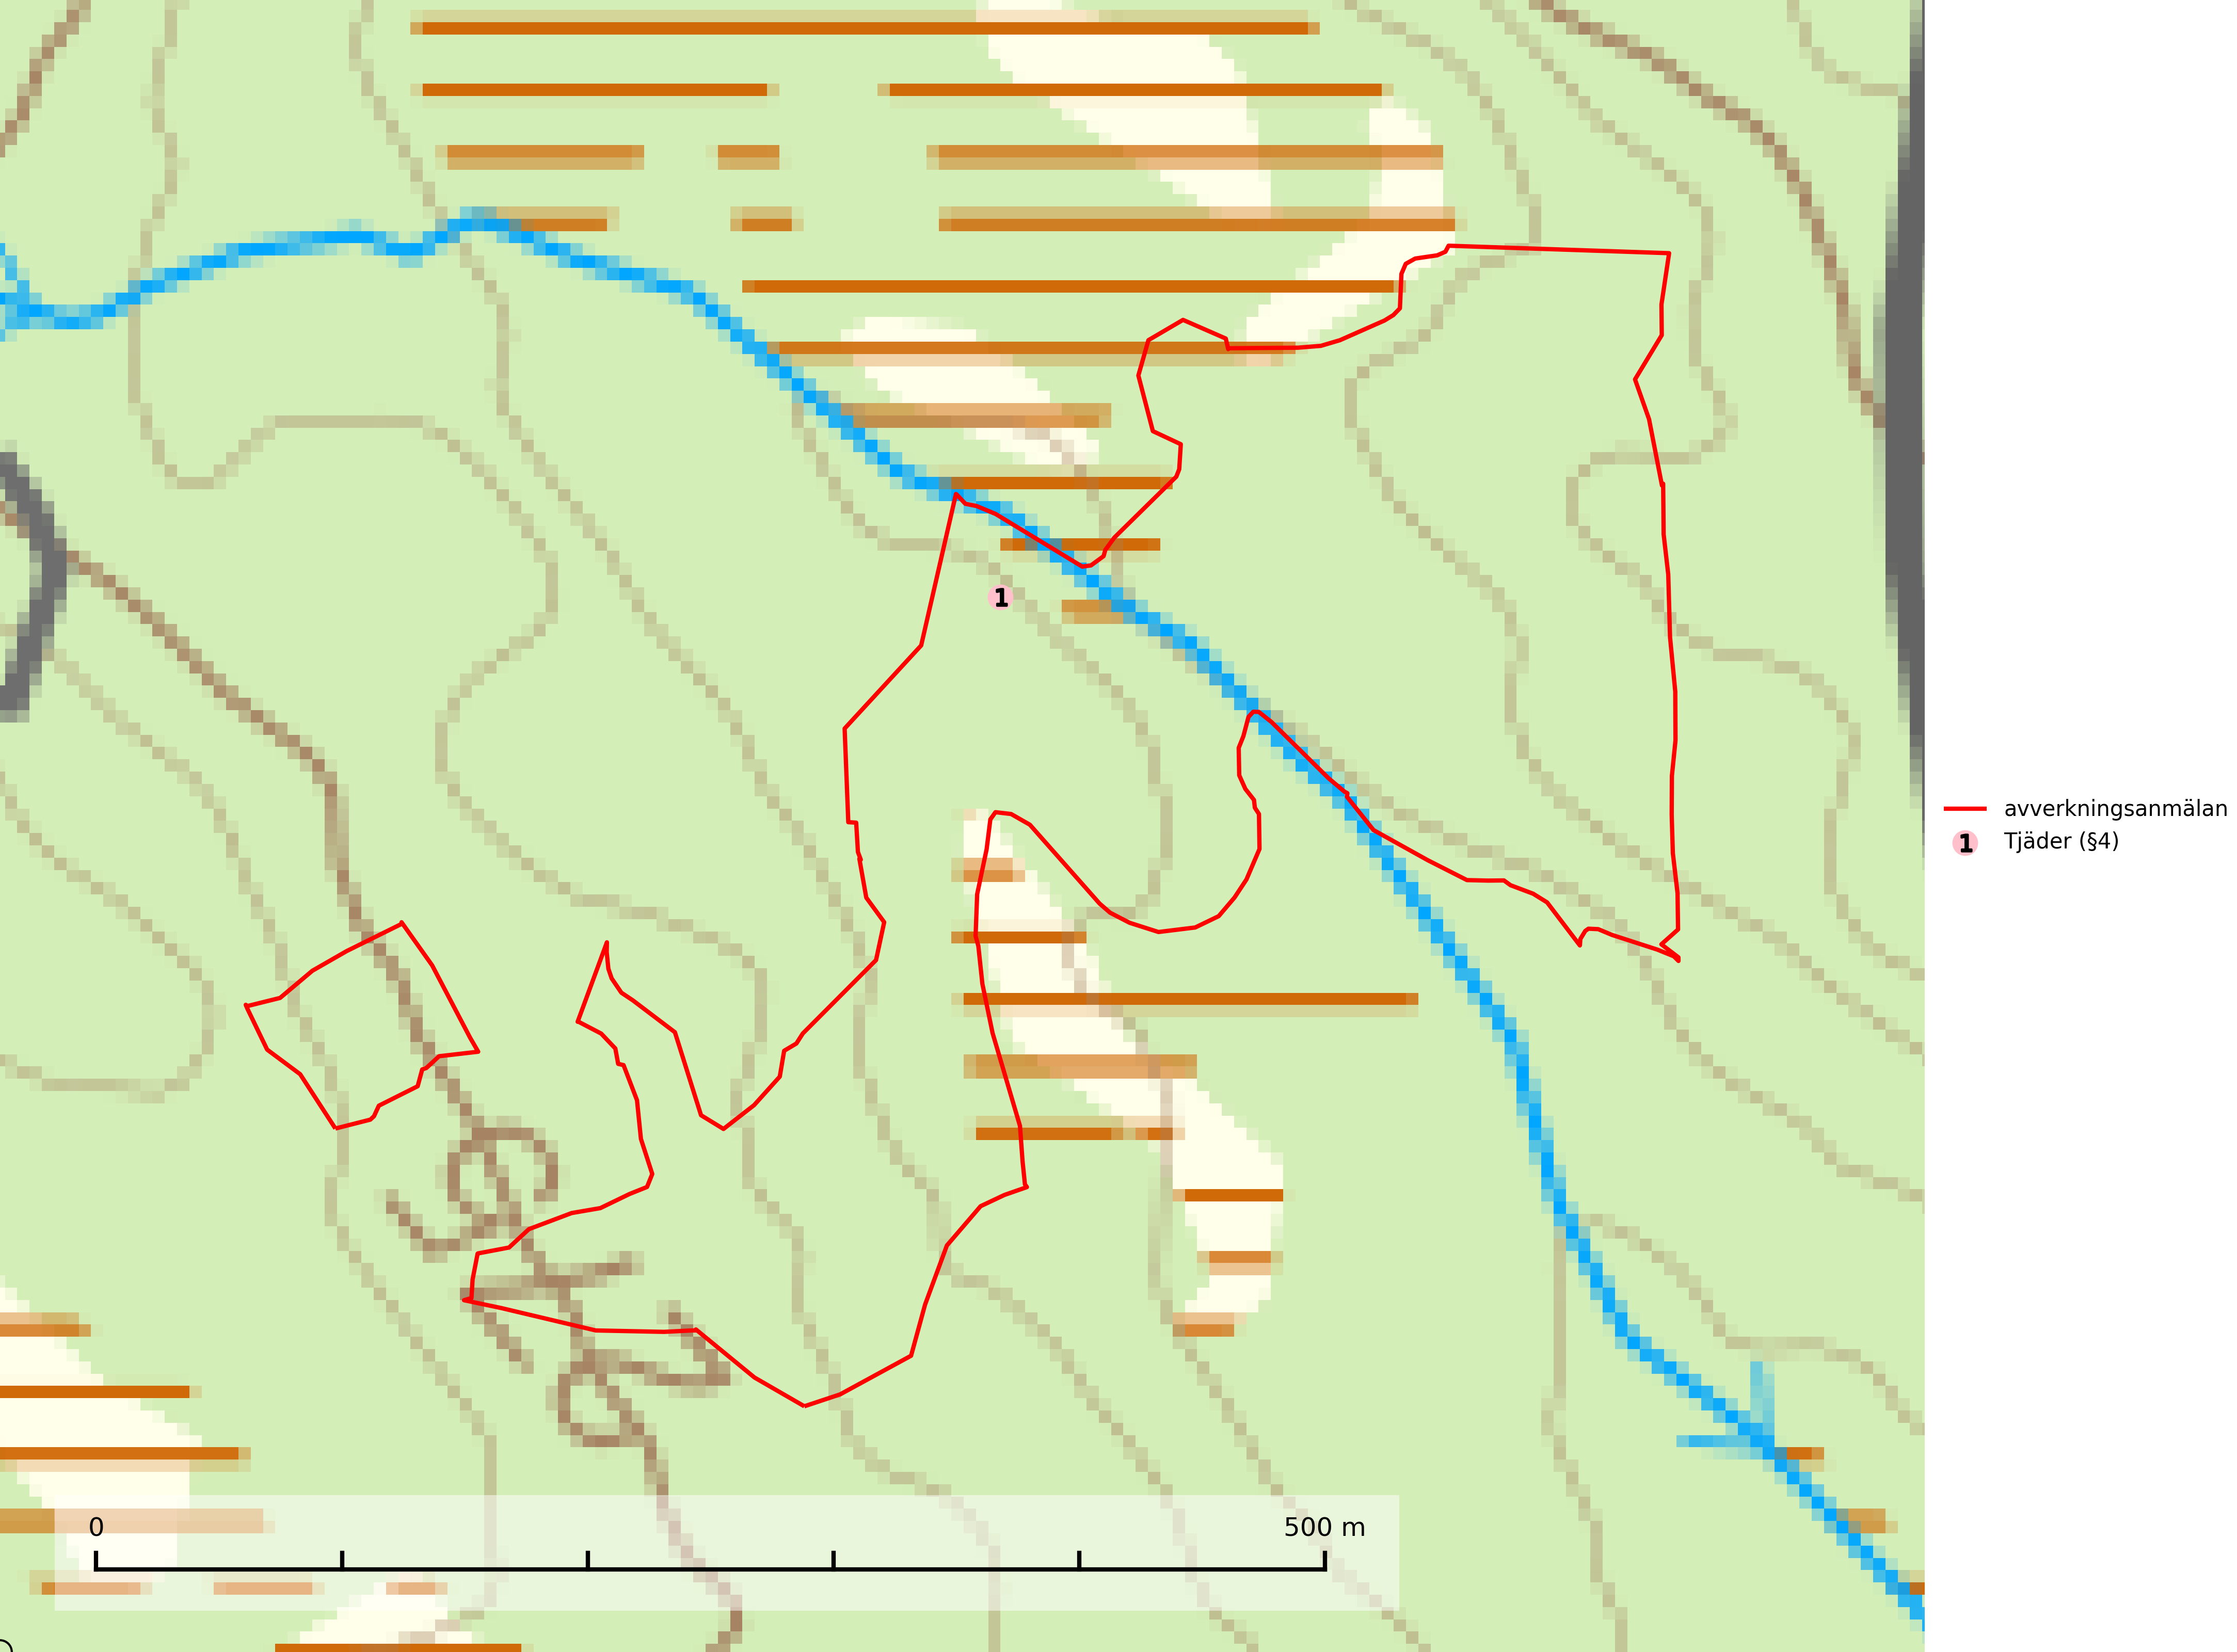 1
avverkningsanmälan
1 Tjäder (§4)
0 500 m